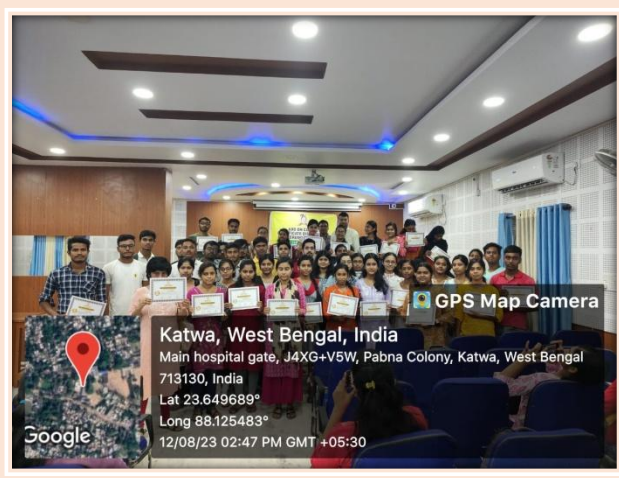 GPS Map Camera
Katwa, West Bengal, India
Main hospital gate, J4XG+V5W, Pabna Colony, Katwa, West Bengal
713130, India
Lat 23.649689°
Long 88.125483°
12/08/23 02:47 PM GMT +05:30
Google